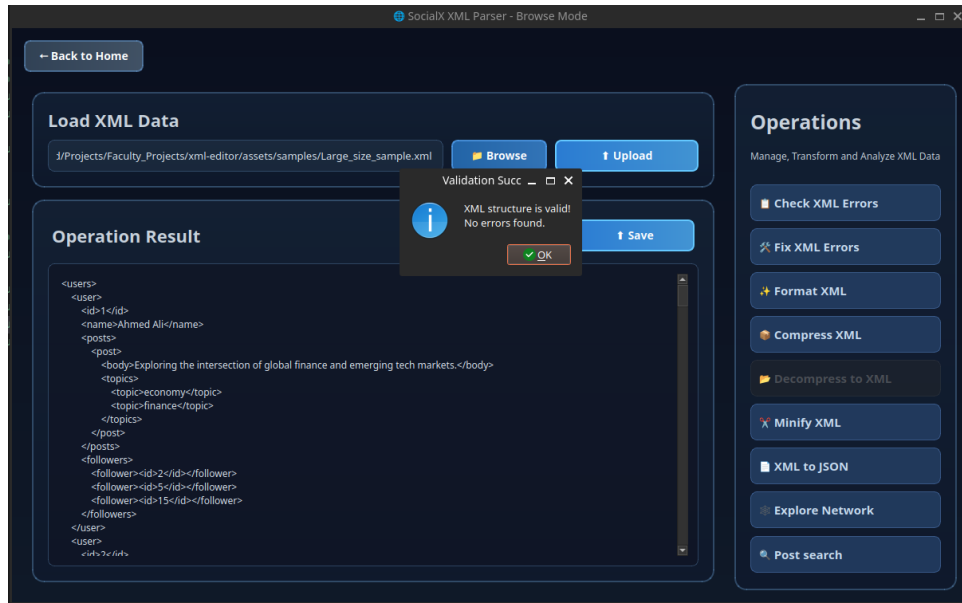 SocialX XML Parser - Browse Mode
← Back to Home
Load XML Data
d/Projects/Faculty_Projects/xml-editor/assets/samples/Large_size_sample.xml
Browse
Upload
Validation Succ
XML structure is valid!
No errors found.
OK
Operation Result
Save
<users>
<user>
<id>1</id>
<name>Ahmed Ali</name>
<posts>
<post>
<body>Exploring the intersection of global finance and emerging tech markets.</body>
<topics>
<topic>economy</topic>
<topic>finance</topic>
</topics>
</post>
</posts>
<followers>
<follower><id>2</id></follower>
<follower><id>5</id></follower>
<follower><id>15</id></follower>
</followers>
</user>
<user>
<id>2</id>
Operations
Manage, Transform and Analyze XML Data
Check XML Errors
Fix XML Errors
Format XML
Compress XML
Decompress to XML
Minify XML
XML to JSON
Explore Network
Post search